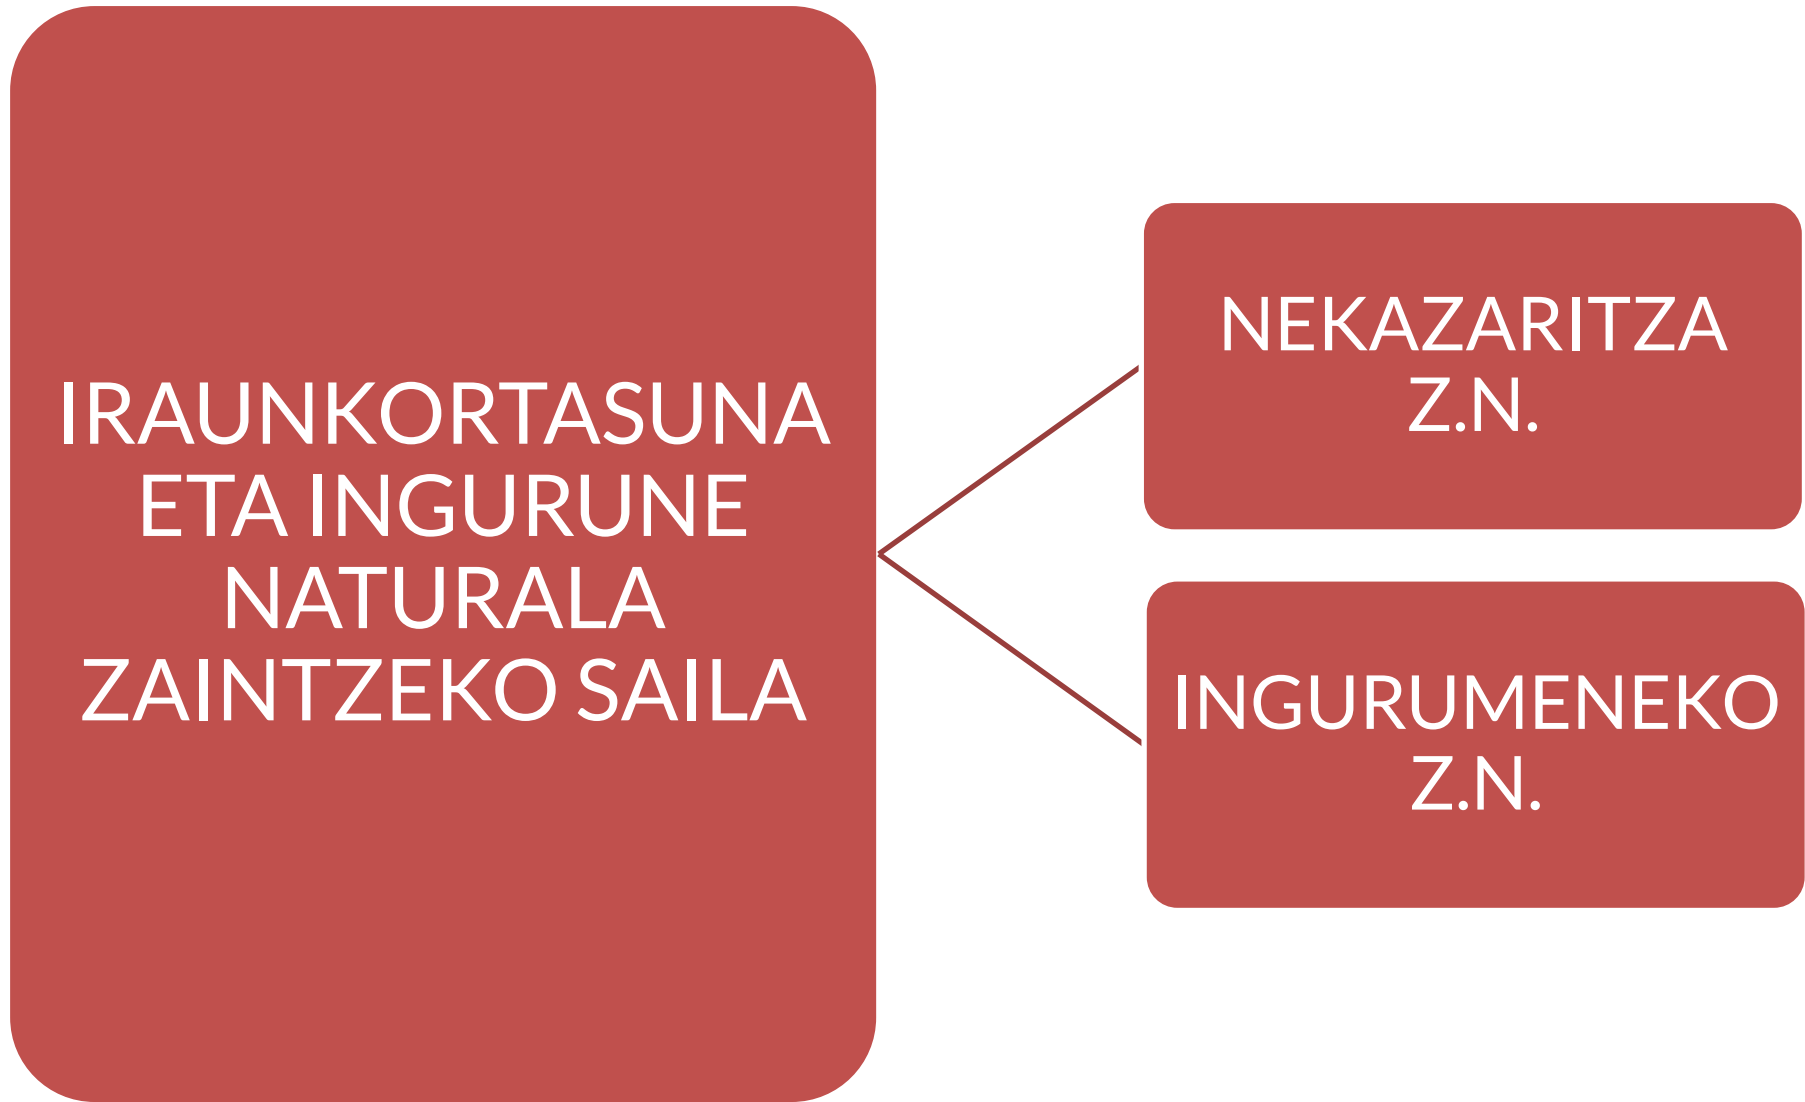 IRAUNKORTASUNA
ETA INGURUNE
NATURALA
ZAINTZEKO SAILA
NEKAZARITZA
Z.N.
INGURUMENEKO
Z.N.